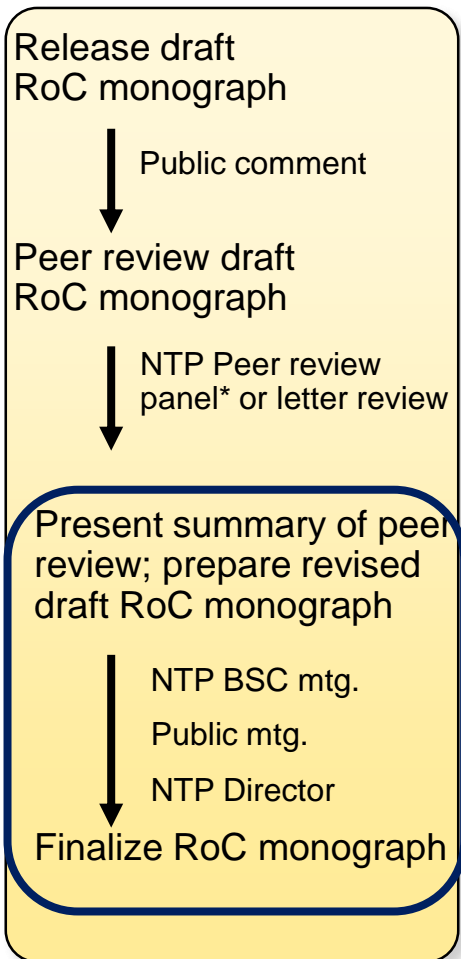 Release draft
RoC monograph
Public comment
Peer review draft
RoC monograph
NTP Peer review
panel* or letter review
Present summary of peer
review; prepare revised
draft RoC monograph
NTP BSC mtg.
Public mtg.
NTP Director
Finalize RoC monograph